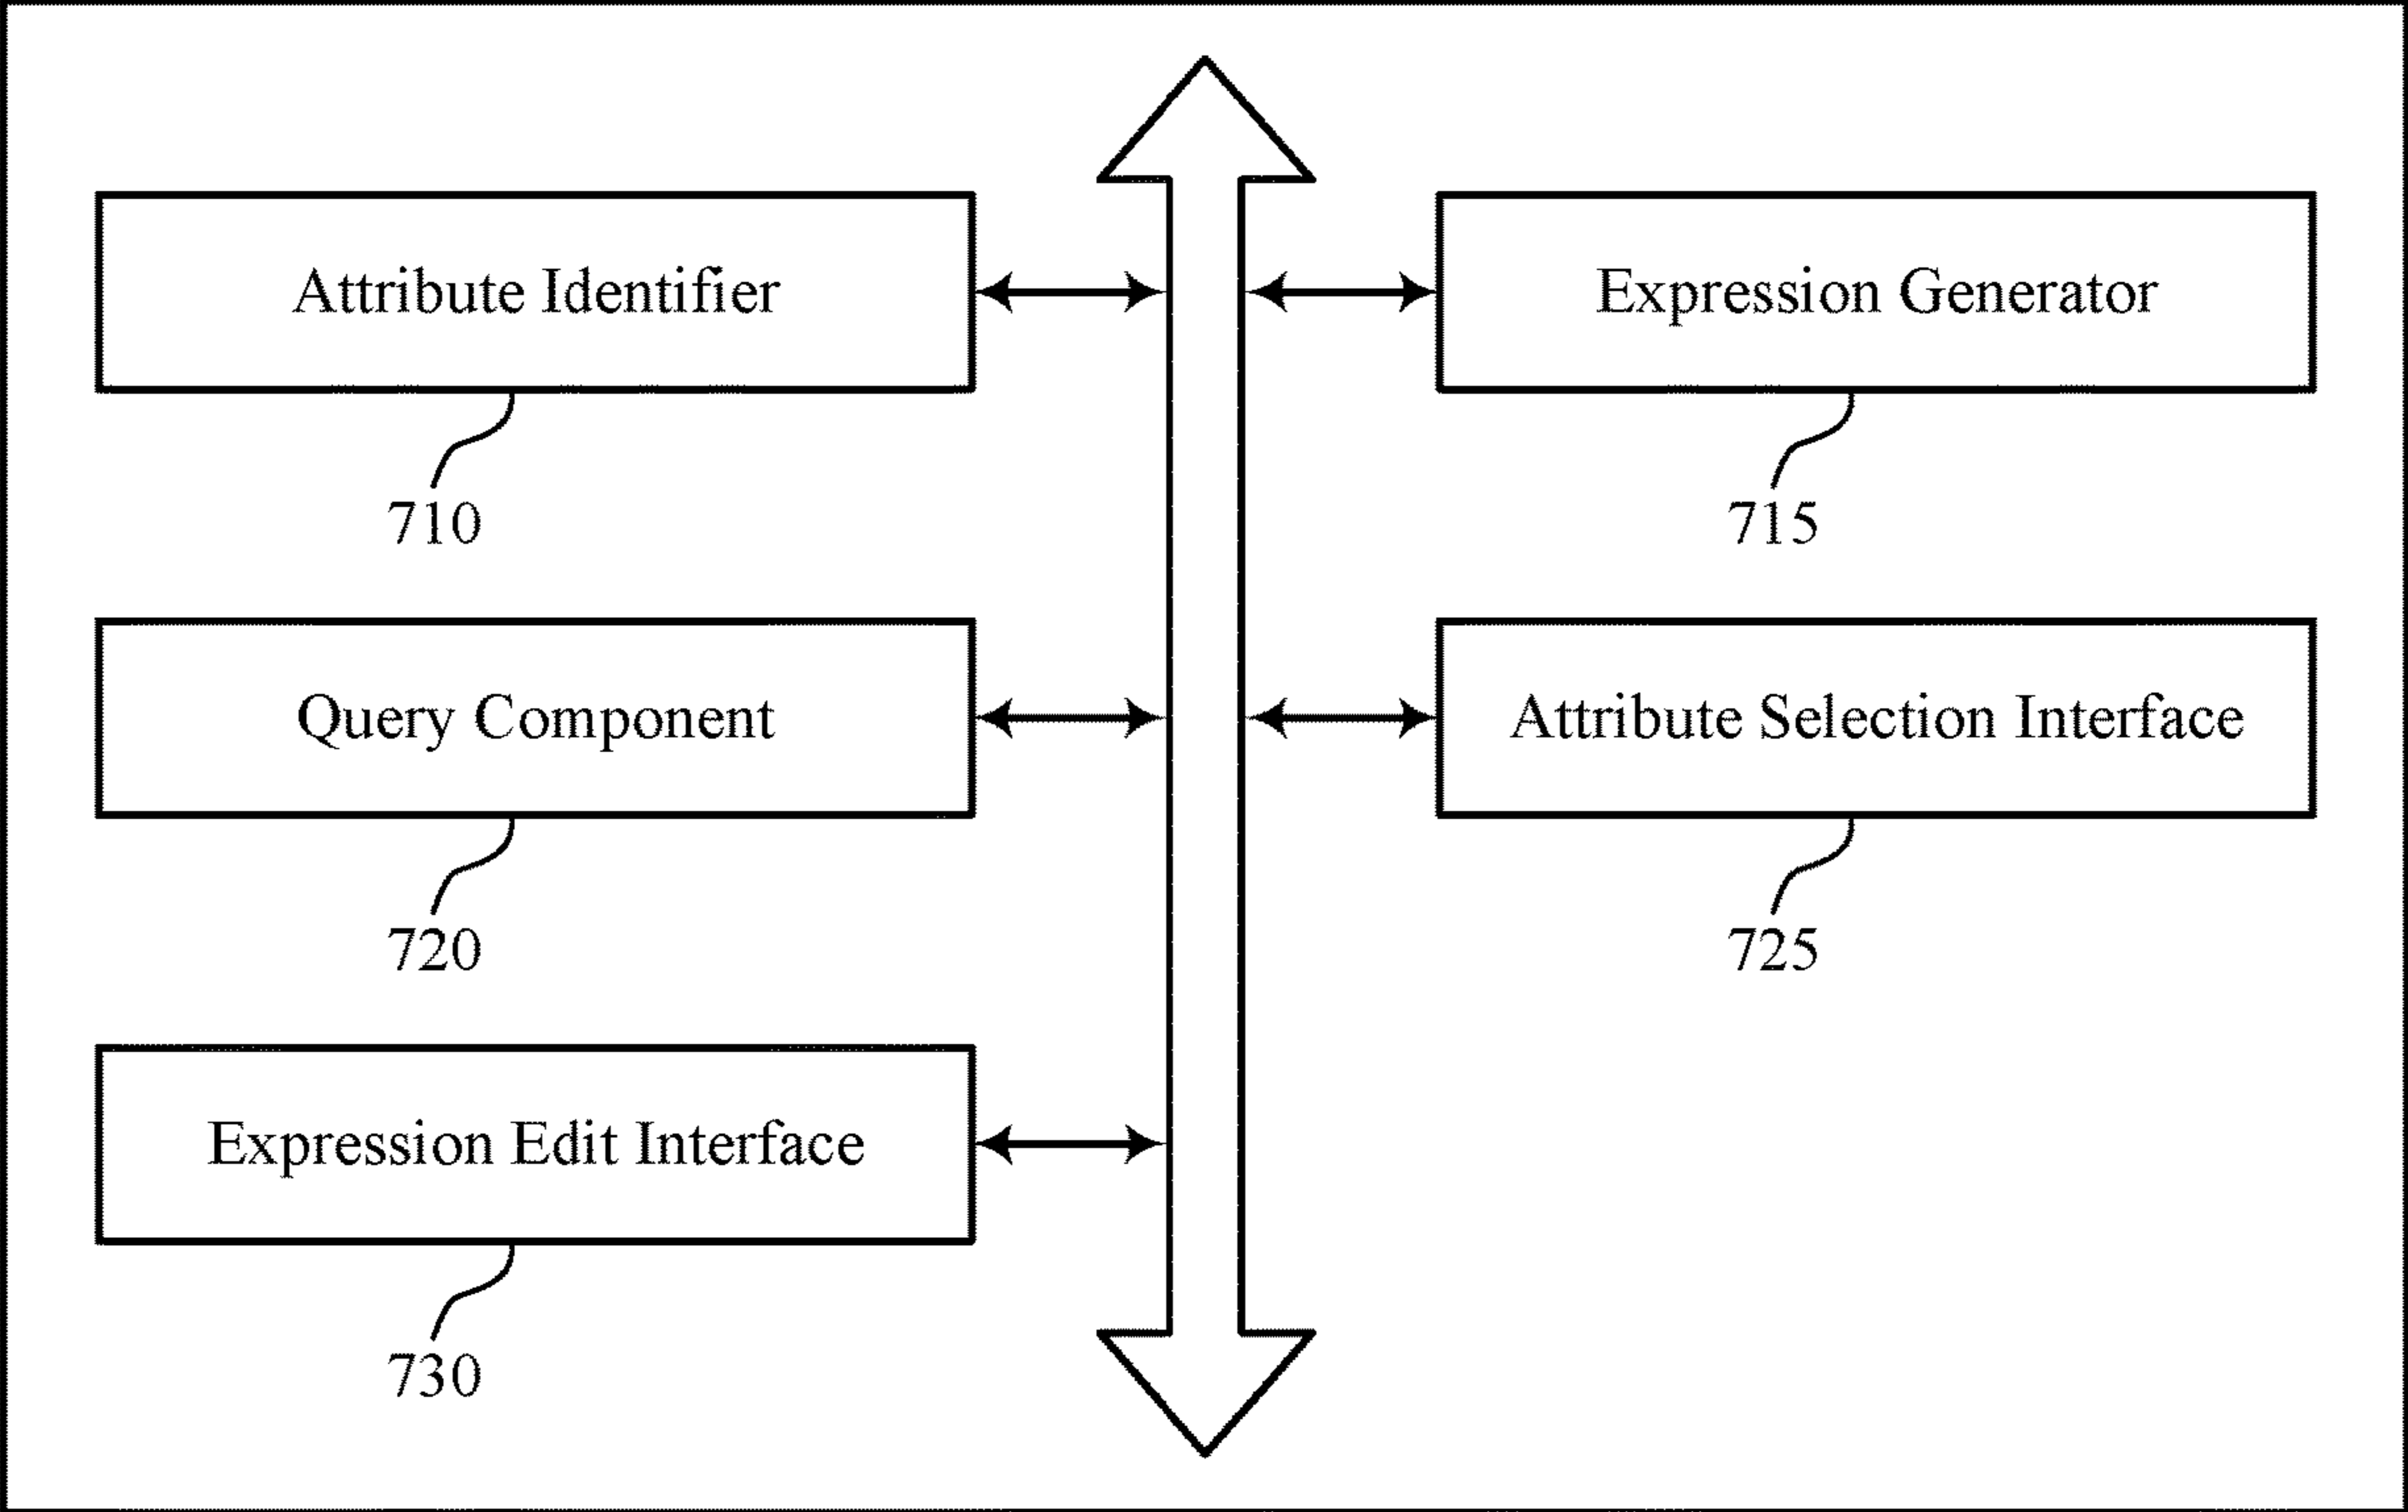 Attribute Identifier
710
Expression Generator
715
Query Component
720
Attribute Selection Interface
725
Expression Edit Interface
730